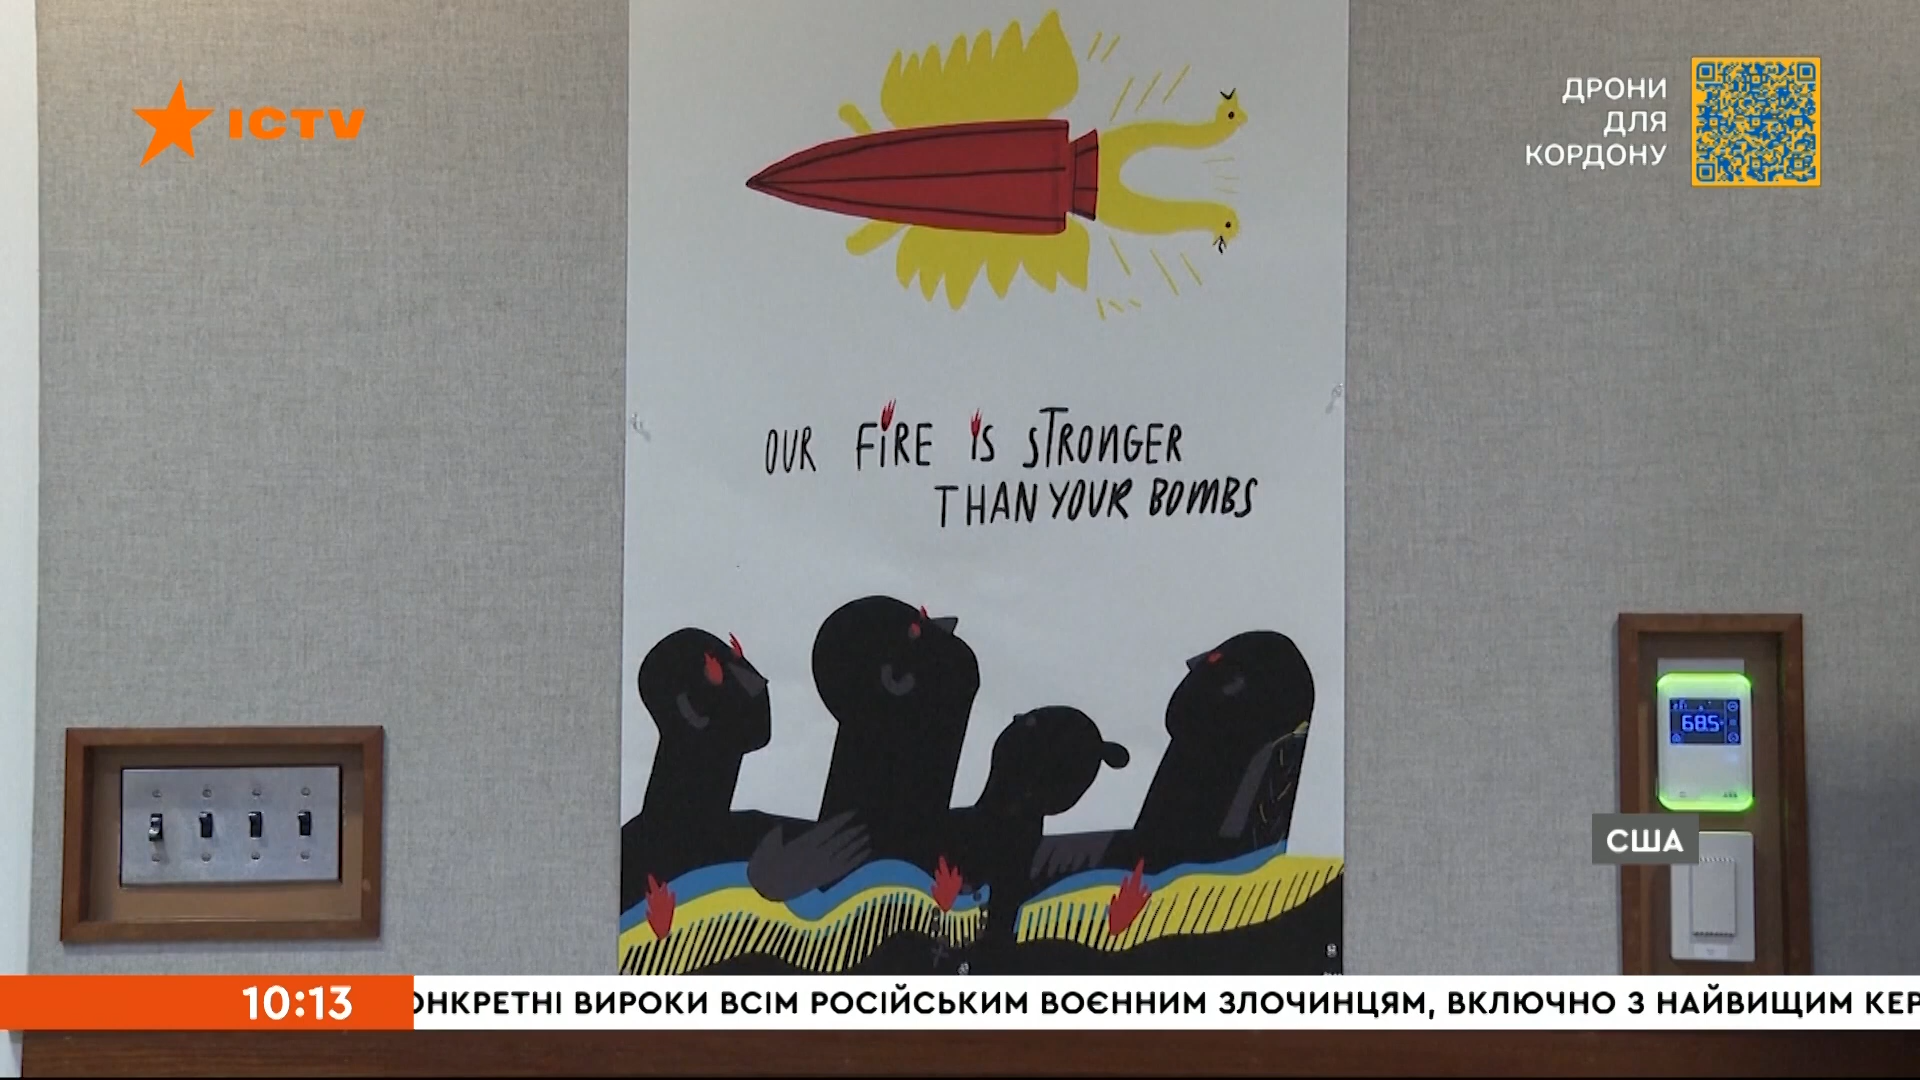 ICTV
ДРОНИ
ДЛЯ
КОРДОНУ
OUR FIRE IS STRONGER
THAN YOUR BOMBS
68.5
США
10:13
ОНКРЕТНІ ВИРОКИ ВСІМ РОСІЙСЬКИМ ВОЄННИМ ЗЛОЧИНЦЯМ, ВКЛЮЧНО З НАЙВИЩИМ КЕР